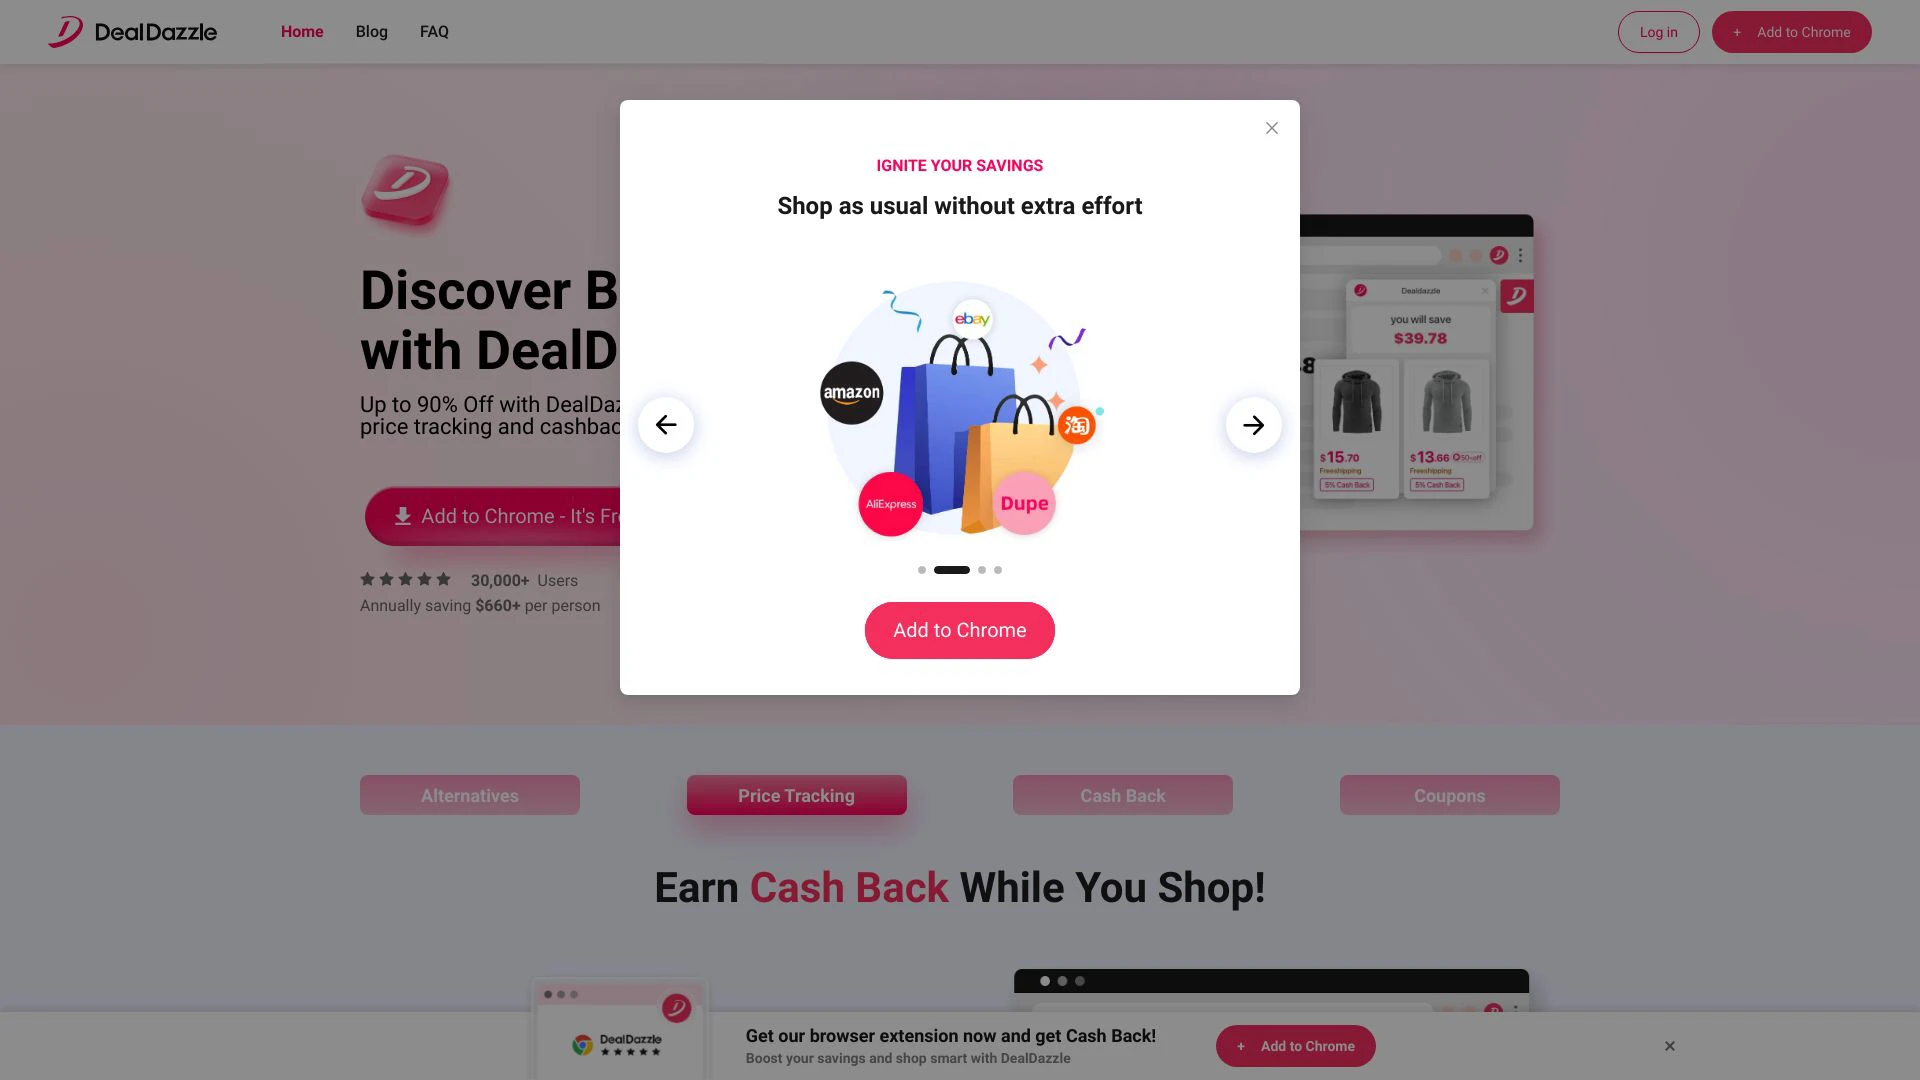 DealDazzle
Home
Blog
FAQ
Log in
+ Add to Chrome
IGNITE YOUR SAVINGS
Shop as usual without extra effort
ebay
amazon
淘
AliExpress
Dupe
Add to Chrome
Discover B
with DealD
Up to 90% Off with DealDaz
price tracking and cashbac
Add to Chrome - It's Fre
30,000+ Users
Annually saving $660+ per person
Dealdazzle
you will save
$39.78
8
$15.70
Freeshipping
5% Cash Back
$13.66
50%off
Freeshipping
5% Cash Back
Alternatives
Price Tracking
Cash Back
Coupons
Earn Cash Back While You Shop!
DealDazzle
Get our browser extension now and get Cash Back!
Boost your savings and shop smart with DealDazzle
+ Add to Chrome